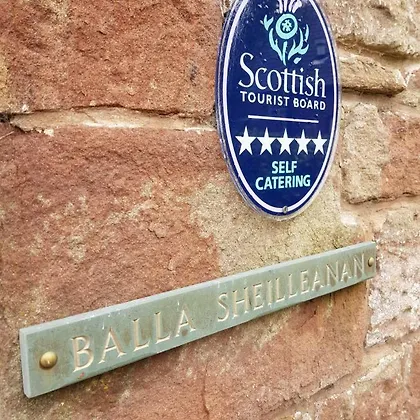 Scottish
TOURIST BOARD
★★★★★
SELF
CATERING
BALLA SHEILLEANAN